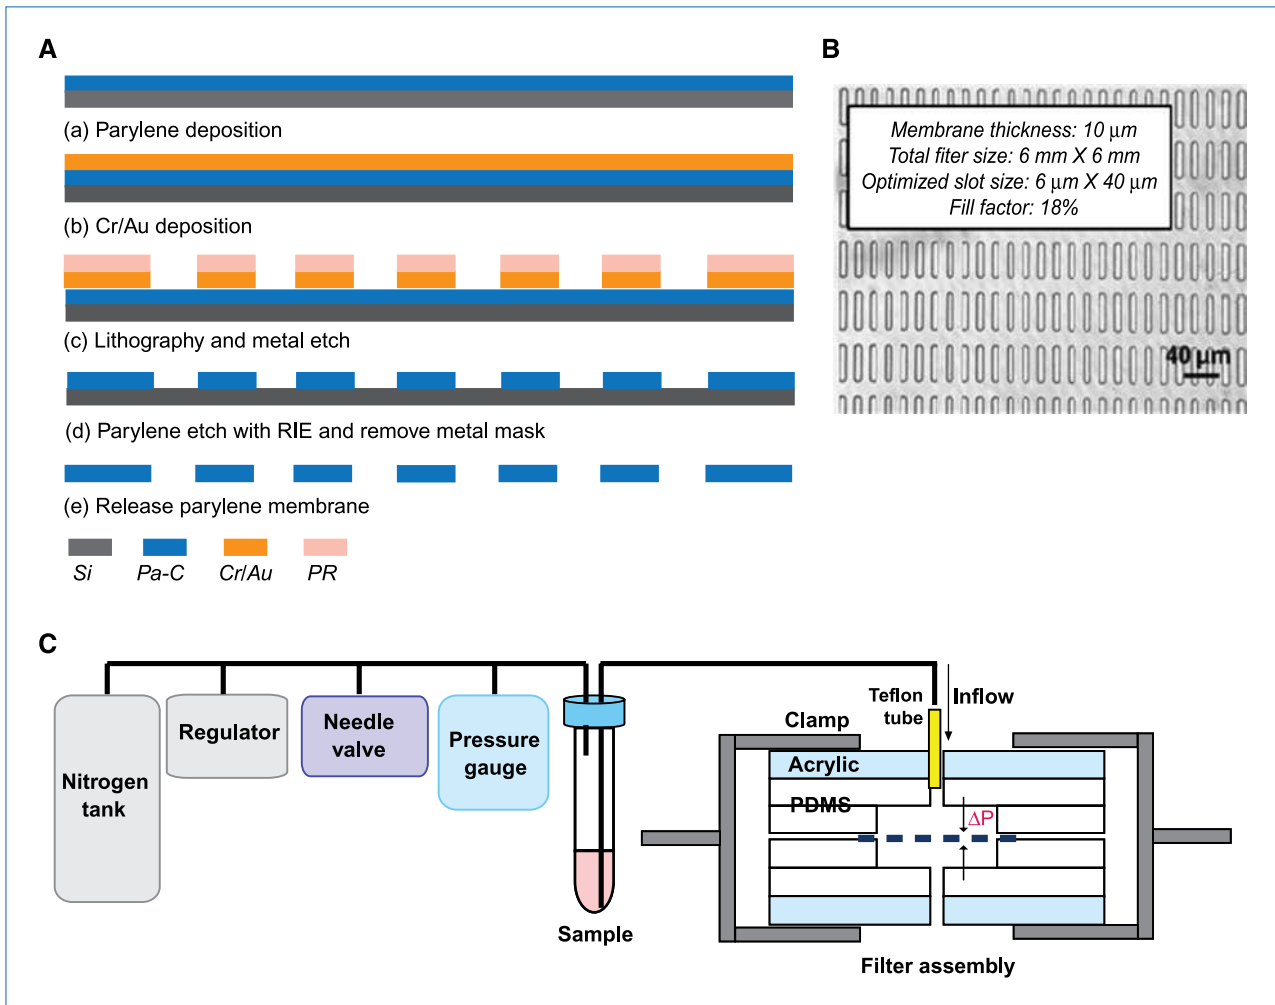 A
(a) Parylene deposition
(b) Cr/Au deposition
(c) Lithography and metal etch
(d) Parylene etch with RIE and remove metal mask
(e) Release parylene membrane
Si
Pa-C
Cr/Au
PR
B
Membrane thickness: 10 μm
Total fiter size: 6 mm X 6 mm
Optimized slot size: 6 μm X 40 μm
Fill factor: 18%
40 μm
C
Nitrogen
tank
Regulator
Needle
valve
Pressure
gauge
Sample
Teflon
tube
Inflow
Clamp
Acrylic
PDMS
ΔP
Filter assembly